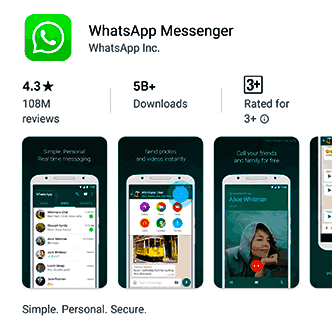 WhatsApp Messenger
WhatsApp Inc.
4.3★
108M
reviews
5B+
Downloads
3+
Rated for
3+
Simple. Personal.
Real time messaging
Send photos
and videos instantly
Call your friends
and family for free
WhatsApp
Alice Whitman
Simple. Personal. Secure.